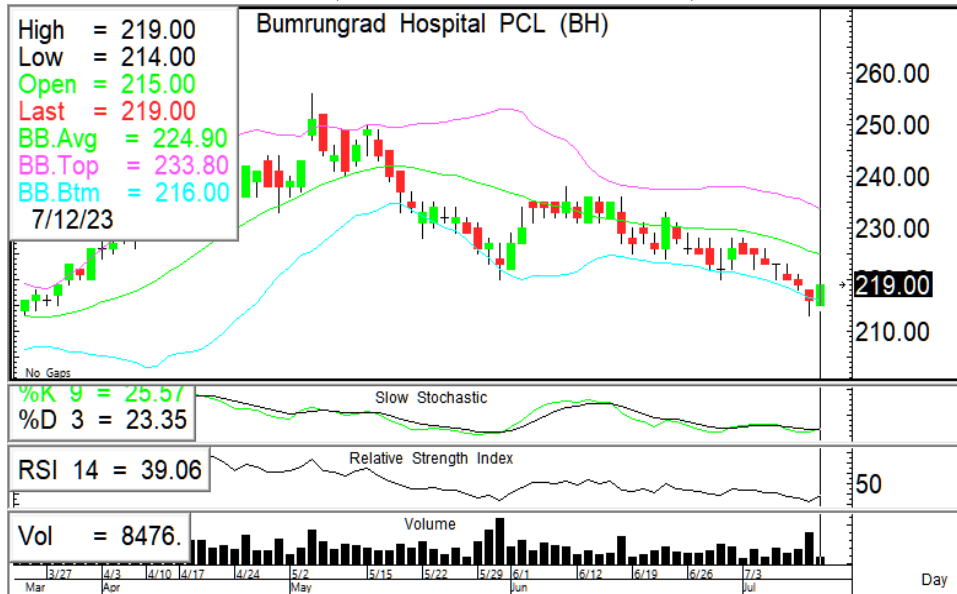 Bumrungrad Hospital PCL (BH)
High = 219.00
Low = 214.00
Open = 215.00
Last = 219.00
BB.Avg = 224.90
BB.Top = 233.80
BB.Btm = 216.00
7/12/23
260.00
250.00
240.00
230.00
219.00
210.00
No Gaps
%K 9 = 25.57
%D 3 = 23.35
Slow Stochastic
RSI 14 = 39.06
Relative Strength Index
50
Vol = 8476.
Volume
3/27 4/3 4/10 4/17 4/24 5/2 5/15 5/22 5/29 6/1 6/12 6/19 6/26 7/3
Mar Apr May Jun Jul
Day